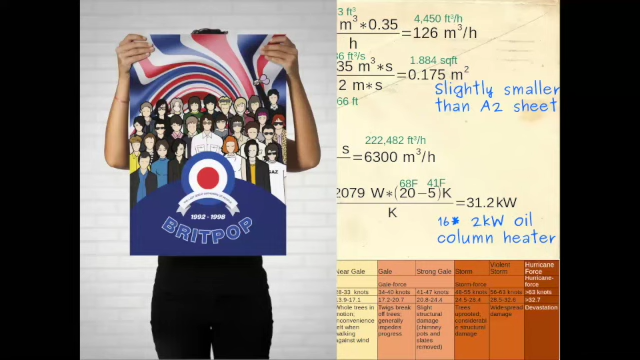 1992 - 1998
BRITPOP
GAZ
3 ft³
m³*0.35
h
4,450 ft³/h
=126 m³/h
36 ft³/s
35 m³*s
2 m*s
1.884 sqft
=0.175 m²
66 ft
Slightly smaller
than A2 sheet
222,482 ft³/h
s
=6300 m³/h
68F 41F
2079 W*(20−5)K
K
=31.2 kW
16* 2kW oil
column heater
Near Gale Gale Strong Gale Storm Violent Storm Hurricane Force
Gale force Storm force Hurricane-force
28-33 knots 34-40 knots 41-47 knots 48-55 knots 56-63 knots >63 knots
13.9-17.1 17.2-20.7 20.8-24.4 24.5-28.4 28.5-32.6 >32.7
Whole trees in motion; inconvenience felt when walking against wind
Twigs break off trees; generally impedes progress
Slight structural damage (chimney pots and slates removed)
Trees uprooted, considerable structural damage
Widespread damage
Devastation